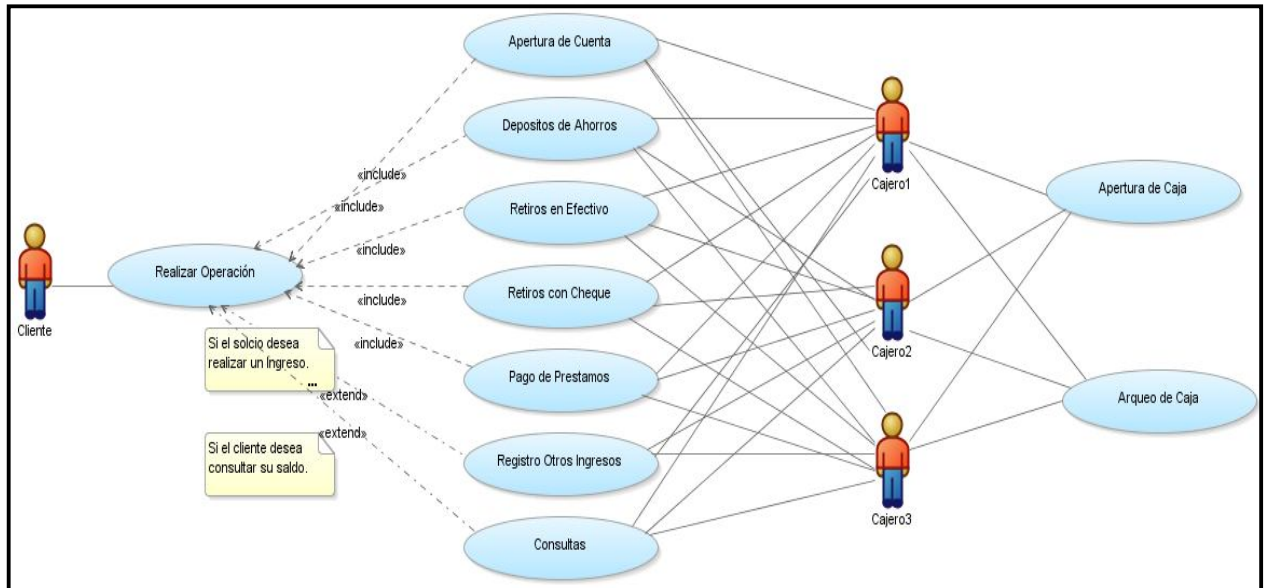 Apertura de Cuenta
Depositos de Ahorros
Cajero1
«include»
Apertura de Caja
«include»
Retiros en Efectivo
«include»
Realizar Operación
Retiros con Cheque
«include»
Cliente
Cajero2
«include»
Si el solcio desea
realizar un Ingreso.
...
Pago de Prestamos
«extend»
Arqueo de Caja
«extend»
Si el cliente desea
consultar su saldo.
Registro Otros Ingresos
Cajero3
Consultas